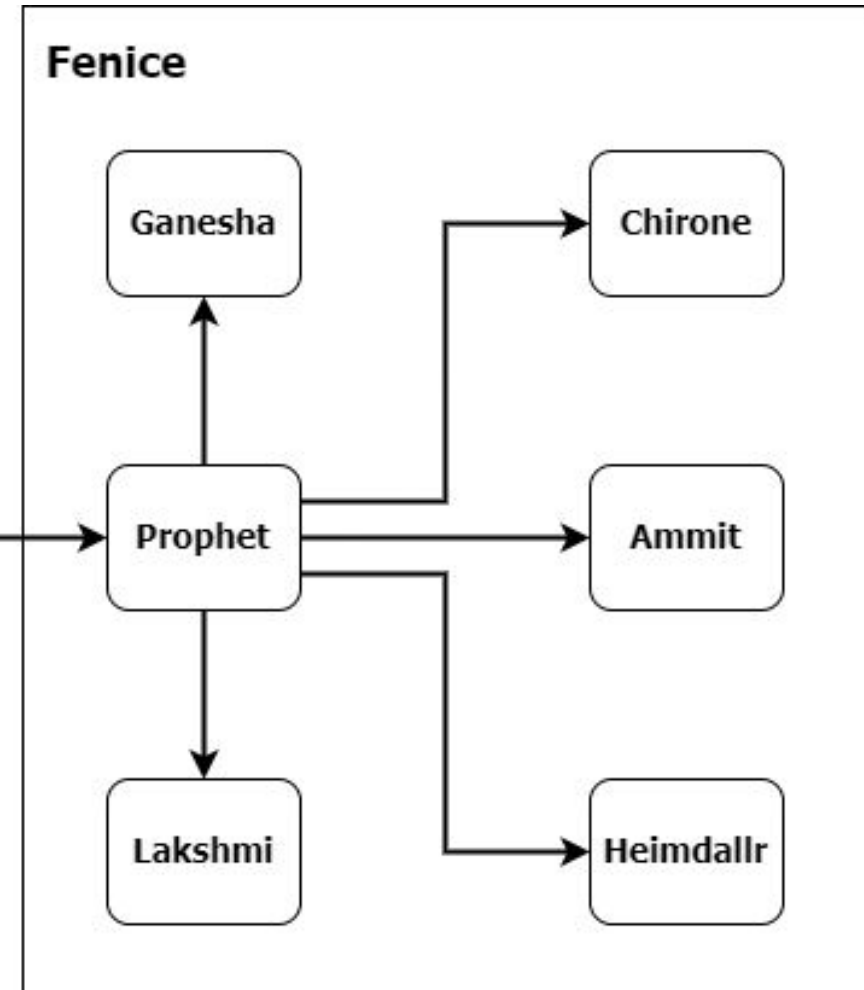 Fenice
Ganesha
Chirone
Prophet
Ammit
Lakshmi
Heimdallr